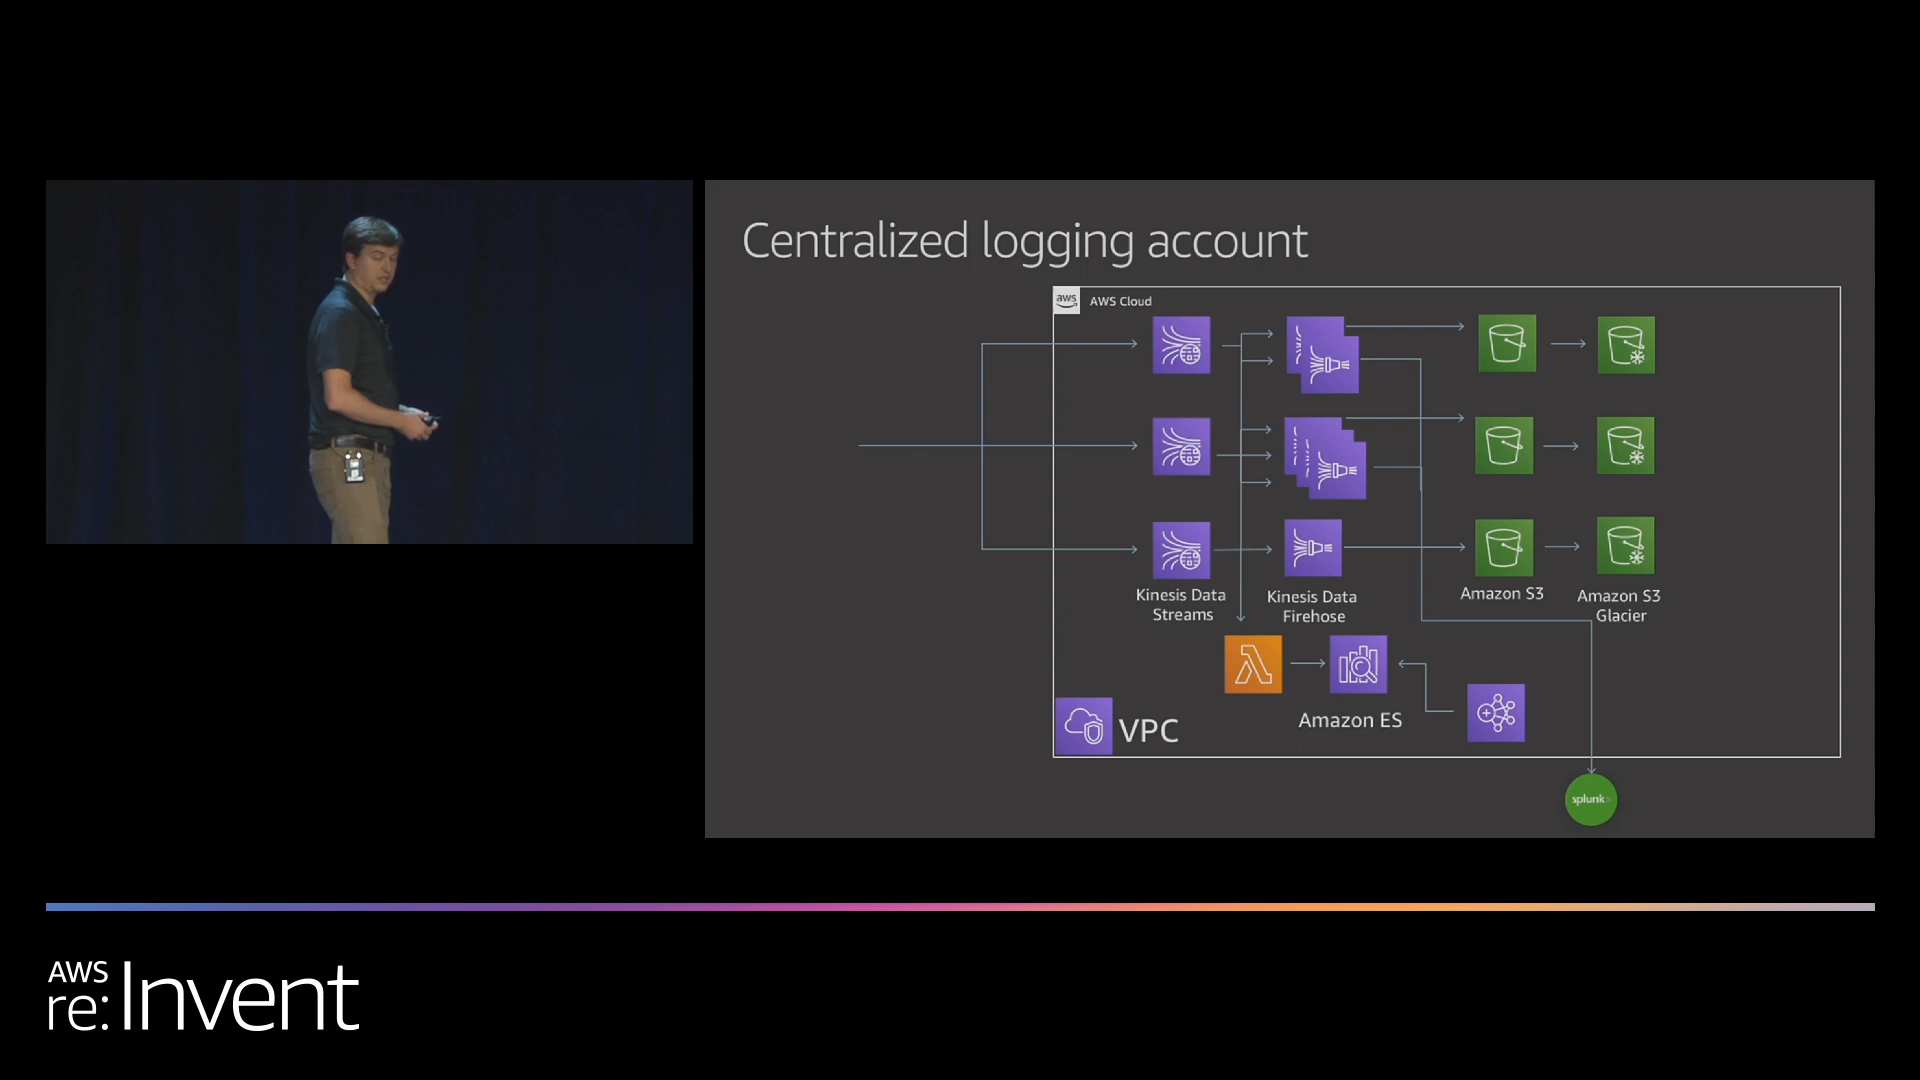 Centralized logging account
aws
AWS Cloud
Kinesis Data
Streams
Kinesis Data
Firehose
Amazon S3
Amazon S3
Glacier
Amazon ES
VPC
splunk>
AWS
re:Invent